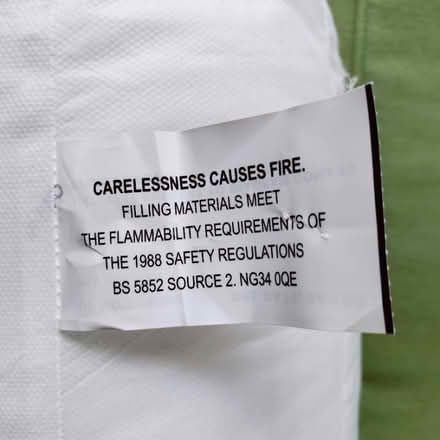 CARELESSNESS CAUSES FIRE.
FILLING MATERIALS MEET
THE FLAMMABILITY REQUIREMENTS OF
THE 1988 SAFETY REGULATIONS
BS 5852 SOURCE 2. NG34 0QE